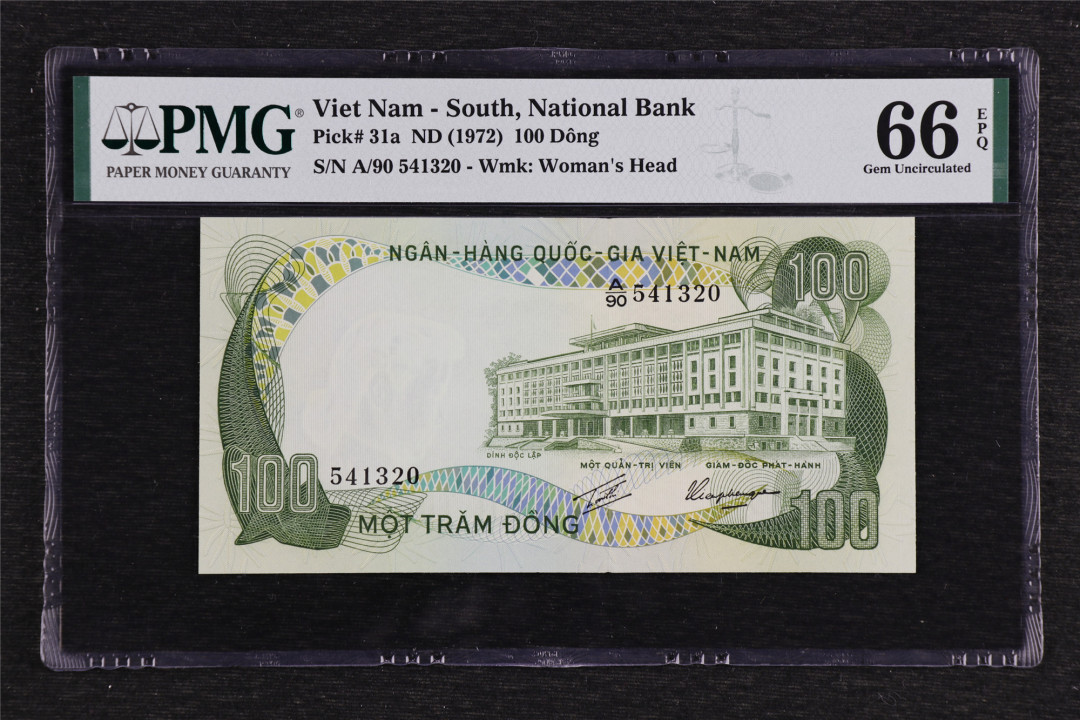 PMG®
PAPER MONEY GUARANTY
Viet Nam - South, National Bank
Pick# 31a ND (1972) 100 Dông
S/N A/90 541320 - Wmk: Woman's Head
66
EPQ
Gem Uncirculated
NGÂN-HÀNG QUỐC-GIA VIỆT-NAM
100
A/90 541320
ĐINH ĐỘC LẬP
MỘT QUẢN-TRỊ VIÊN
GIÁM-ĐỐC PHÁT-HÀNH
100
541320
MỘT TRĂM ĐỒNG
100